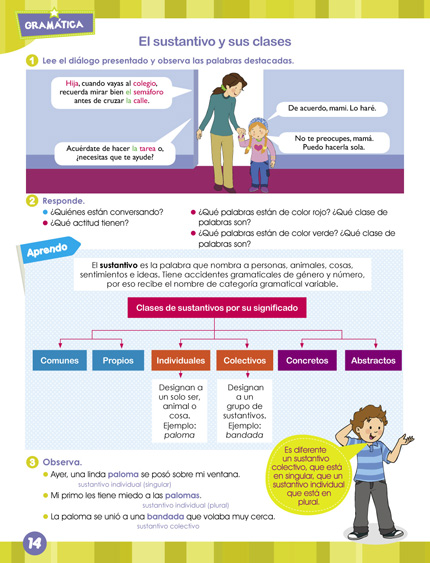 GRAMÁTICA
El sustantivo y sus clases
1 Lee el diálogo presentado y observa las palabras destacadas.
Hija, cuando vayas al colegio,
recuerda mirar bien el semáforo
antes de cruzar la calle.
De acuerdo, mami. Lo haré.
Acuérdate de hacer la tarea o,
¿necesitas que te ayude?
No te preocupes, mamá.
Puedo hacerla sola.
2 Responde.
¿Quiénes están conversando?
¿Qué actitud tienen?
¿Qué palabras están de color rojo? ¿Qué clase de
palabras son?
¿Qué palabras están de color verde? ¿Qué clase de
palabras son?
Aprendo
El sustantivo es la palabra que nombra a personas, animales, cosas,
sentimientos e ideas. Tiene accidentes gramaticales de género y número,
por eso recibe el nombre de categoría gramatical variable.
Clases de sustantivos por su significado
Comunes Propios Individuales Colectivos Concretos Abstractos
Designan a
un solo ser,
animal o
cosa.
Ejemplo:
paloma
Designan
a un
grupo de
sustantivos.
Ejemplo:
bandada
3 Observa.
Ayer, una linda paloma se posó sobre mi ventana.
sustantivo individual (singular)
Mi primo les tiene miedo a las palomas.
sustantivo individual (plural)
La paloma se unió a una bandada que volaba muy cerca.
sustantivo colectivo
Es diferente
un sustantivo
colectivo, que está
en singular, que un
sustantivo individual
que está en
plural.
14